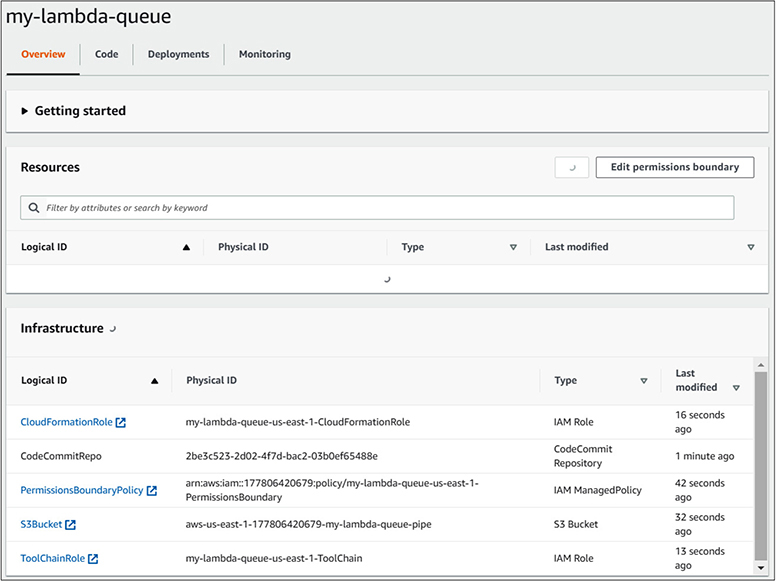 my-lambda-queue
Overview Code Deployments Monitoring
Getting started
Resources Edit permissions boundary
Filter by attributes or search by keyword
Logical ID Physical ID Type Last modified
Infrastructure
Logical ID Physical ID Type Last modified
CloudFormationRole my-lambda-queue-us-east-1-CloudFormationRole IAM Role 16 seconds ago
CodeCommitRepo 2be3c523-2d02-4f7d-bac2-03b0ef65488e CodeCommit Repository 1 minute ago
PermissionsBoundaryPolicy arn:aws:iam::177806420679:policy/my-lambda-queue-us-east-1-PermissionsBoundary IAM ManagedPolicy 42 seconds ago
S3Bucket aws-us-east-1-177806420679-my-lambda-queue-pipe S3 Bucket 32 seconds ago
ToolChainRole my-lambda-queue-us-east-1-ToolChain IAM Role 13 seconds ago